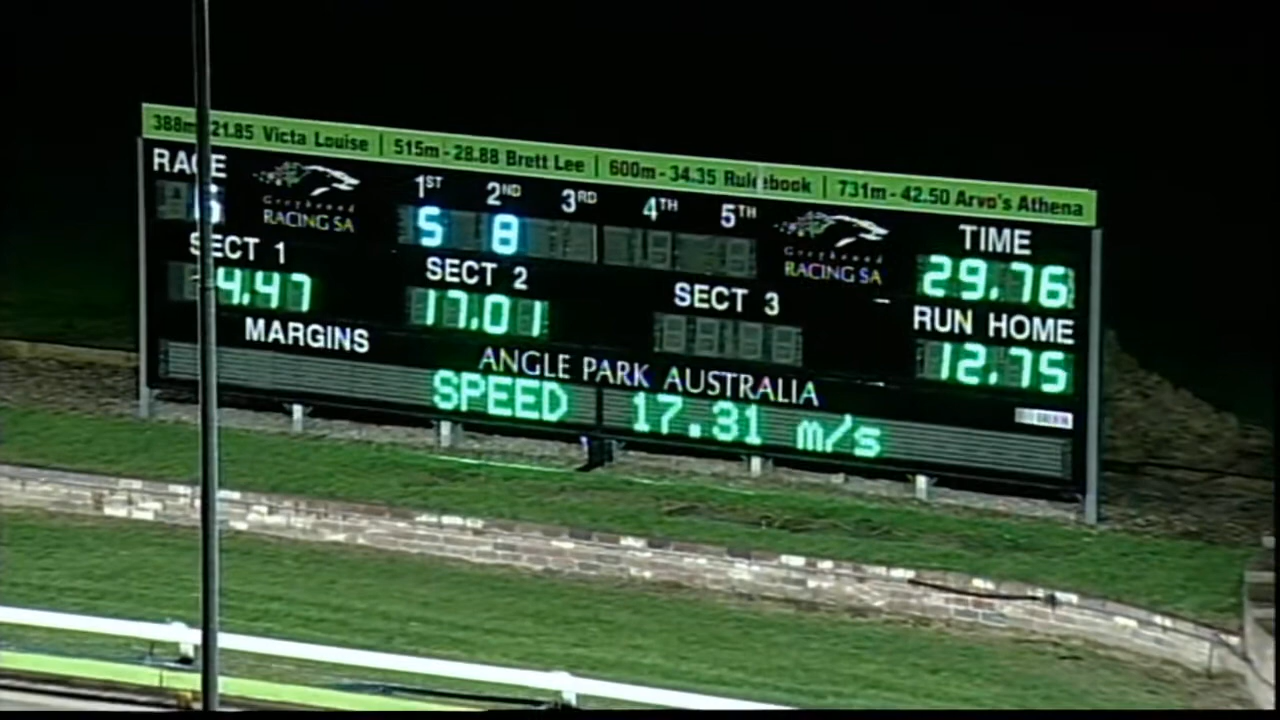 388m 21.85 Victa Louise | 515m - 28.88 Brett Lee | 600m - 34.35 Rulebook | 731m - 42.50 Arvo's Athena
RACE
Greyhound
RACING SA
1ST 2ND 3RD 4TH 5TH
5 8
Greyhound
RACING SA
TIME
29.76
SECT 1
4.47
SECT 2
17.01
SECT 3
RUN HOME
12.75
MARGINS
ANGLE PARK AUSTRALIA
SPEED 17.31 m/s